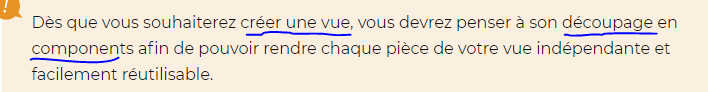 !
Dès que vous souhaiterez créer une vue, vous devrez penser à son découpage en
components afin de pouvoir rendre chaque pièce de votre vue indépendante et
facilement réutilisable.